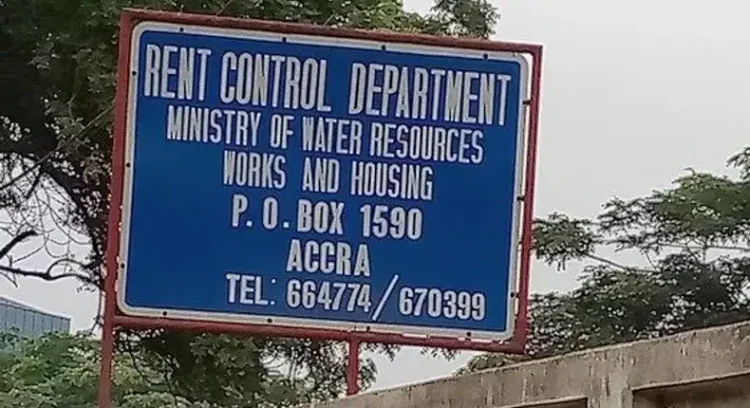 RENT CONTROL DEPARTMENT
MINISTRY OF WATER RESOURCES
WORKS AND HOUSING
P. O. BOX 1590
ACCRA
TEL: 664774/670399